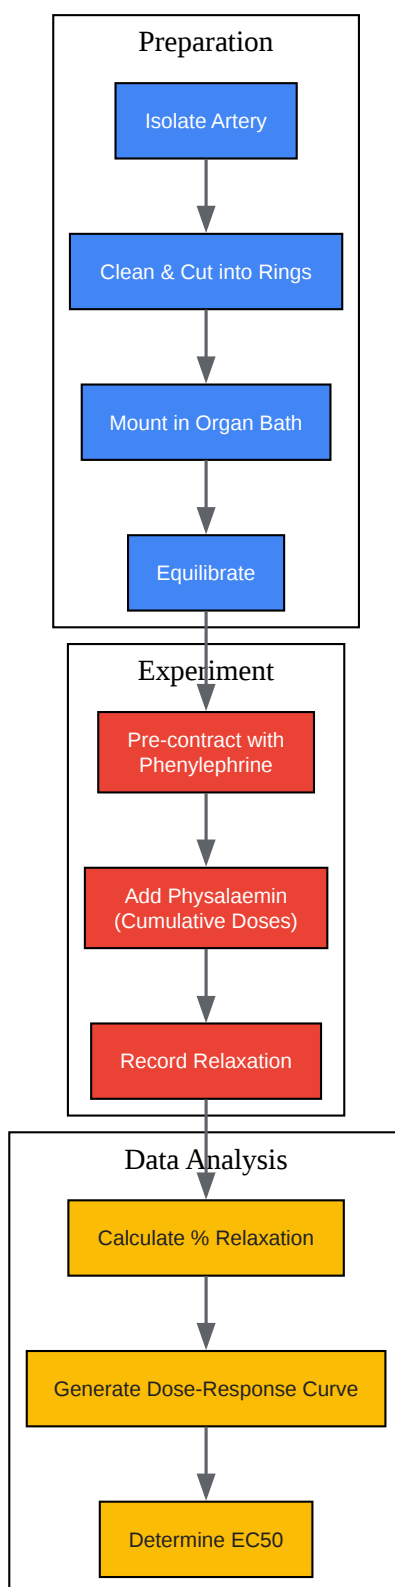 Preparation
Isolate Artery
Clean & Cut into Rings
Mount in Organ Bath
Equilibrate
Experiment
Pre-contract with
Phenylephrine
Add Physalaemin
(Cumulative Doses)
Record Relaxation
Data Analysis
Calculate % Relaxation
Generate Dose-Response Curve
Determine EC50